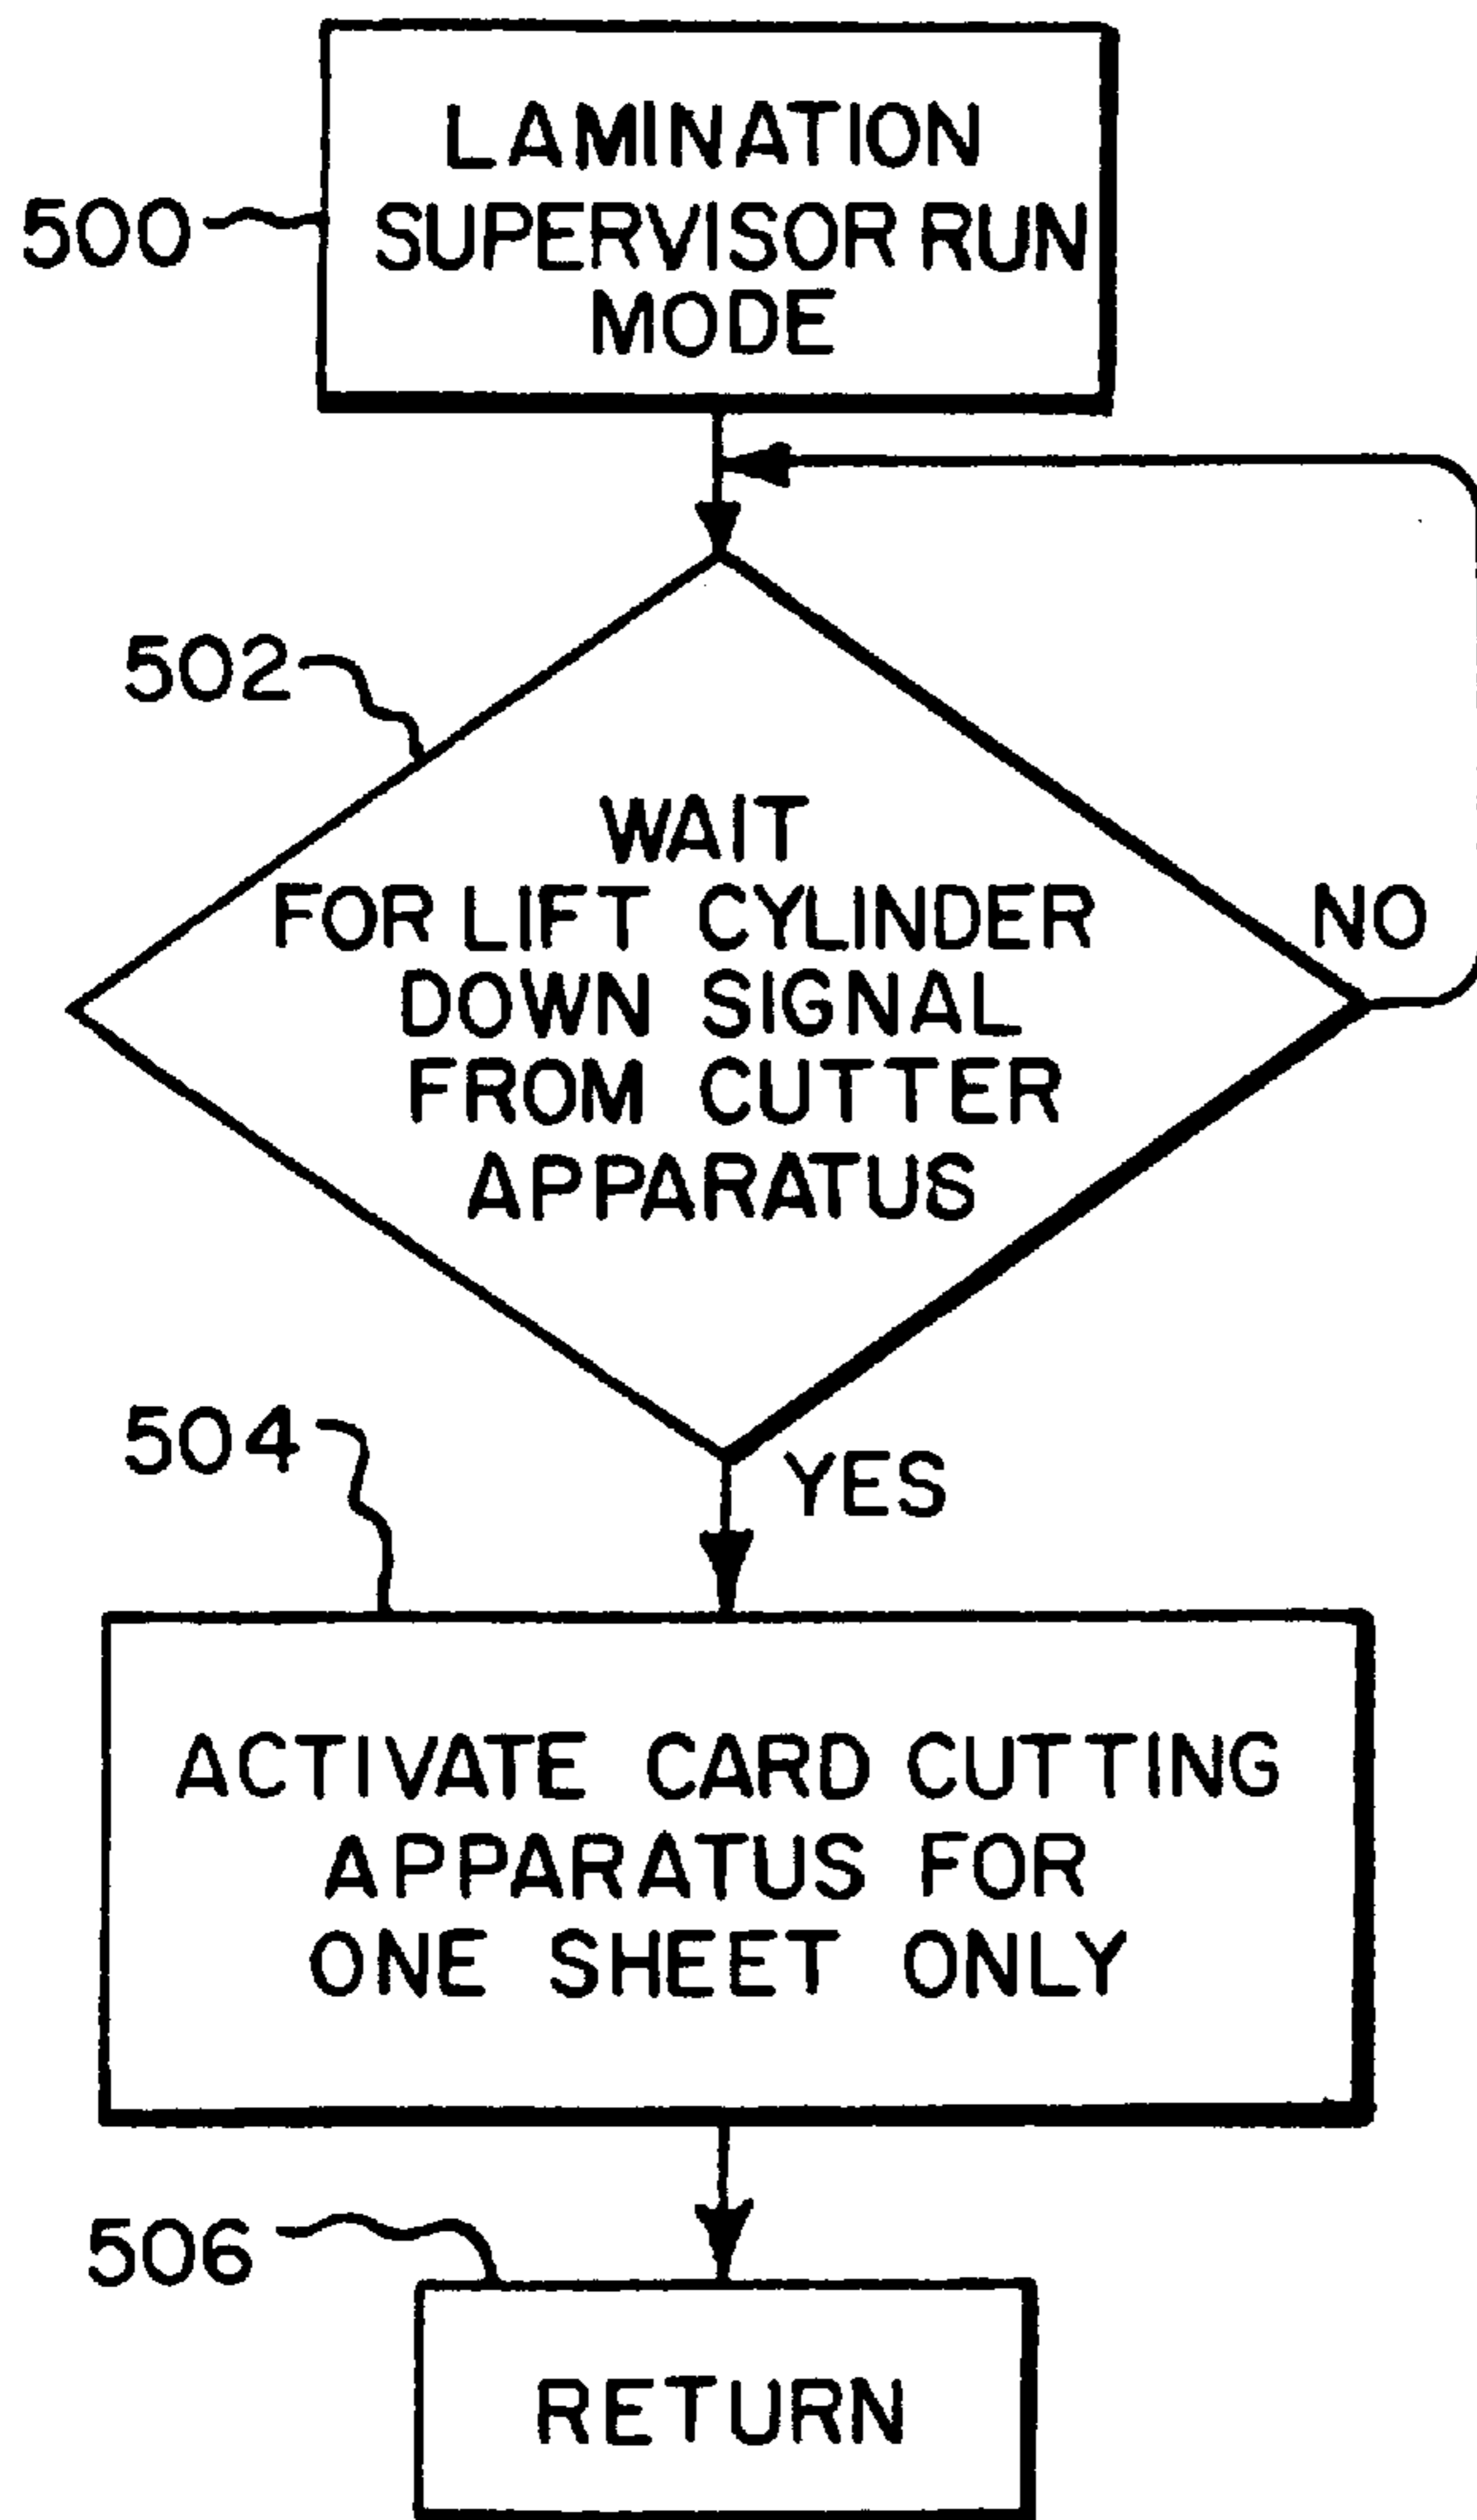 LAMINATION
500
SUPERVISOR RUN
MODE
502
WAIT
FOR LIFT CYLINDER
NO
DOWN SIGNAL
FROM CUTTER
APPARATUS
504
YES
ACTIVATE CARD CUTTING
APPARATUS FOR
ONE SHEET ONLY
506
RETURN